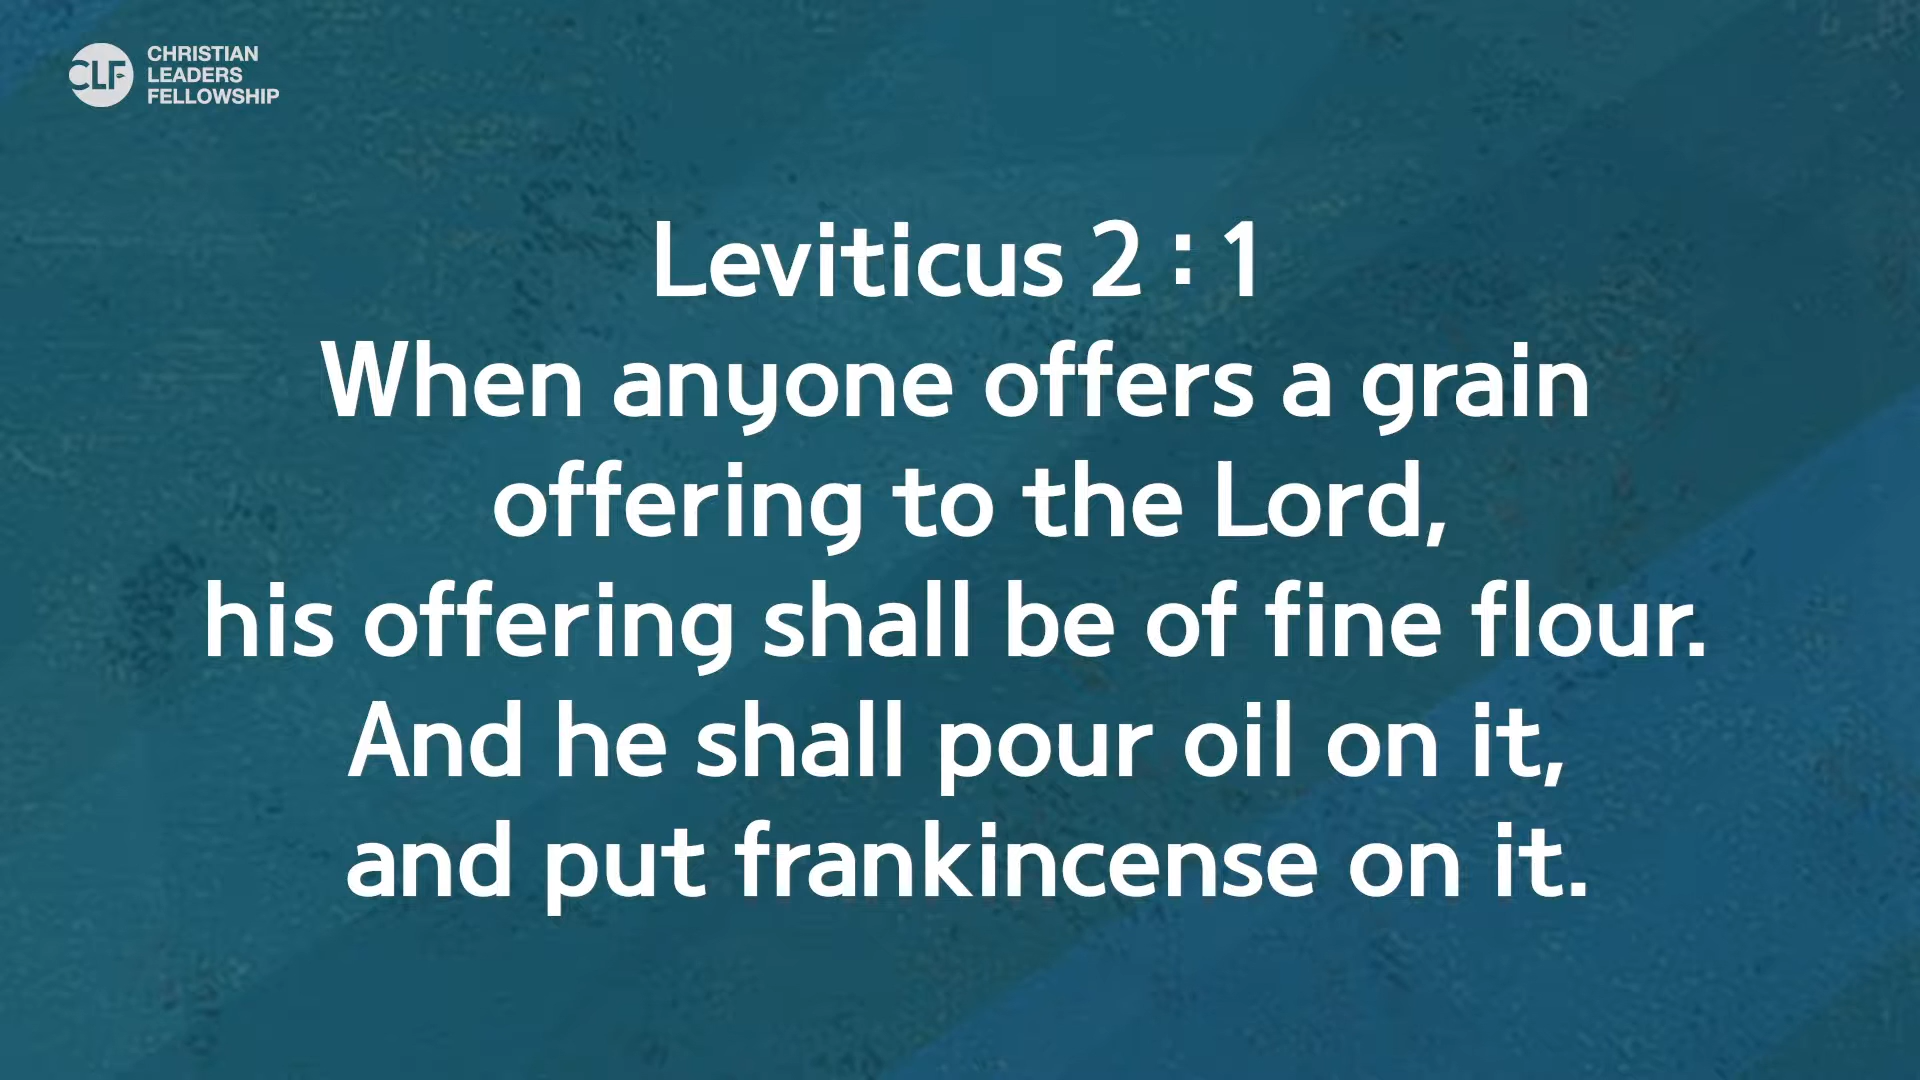 CLF
CHRISTIAN
LEADERS
FELLOWSHIP
Leviticus 2 : 1
When anyone offers a grain
offering to the Lord,
his offering shall be of fine flour.
And he shall pour oil on it,
and put frankincense on it.